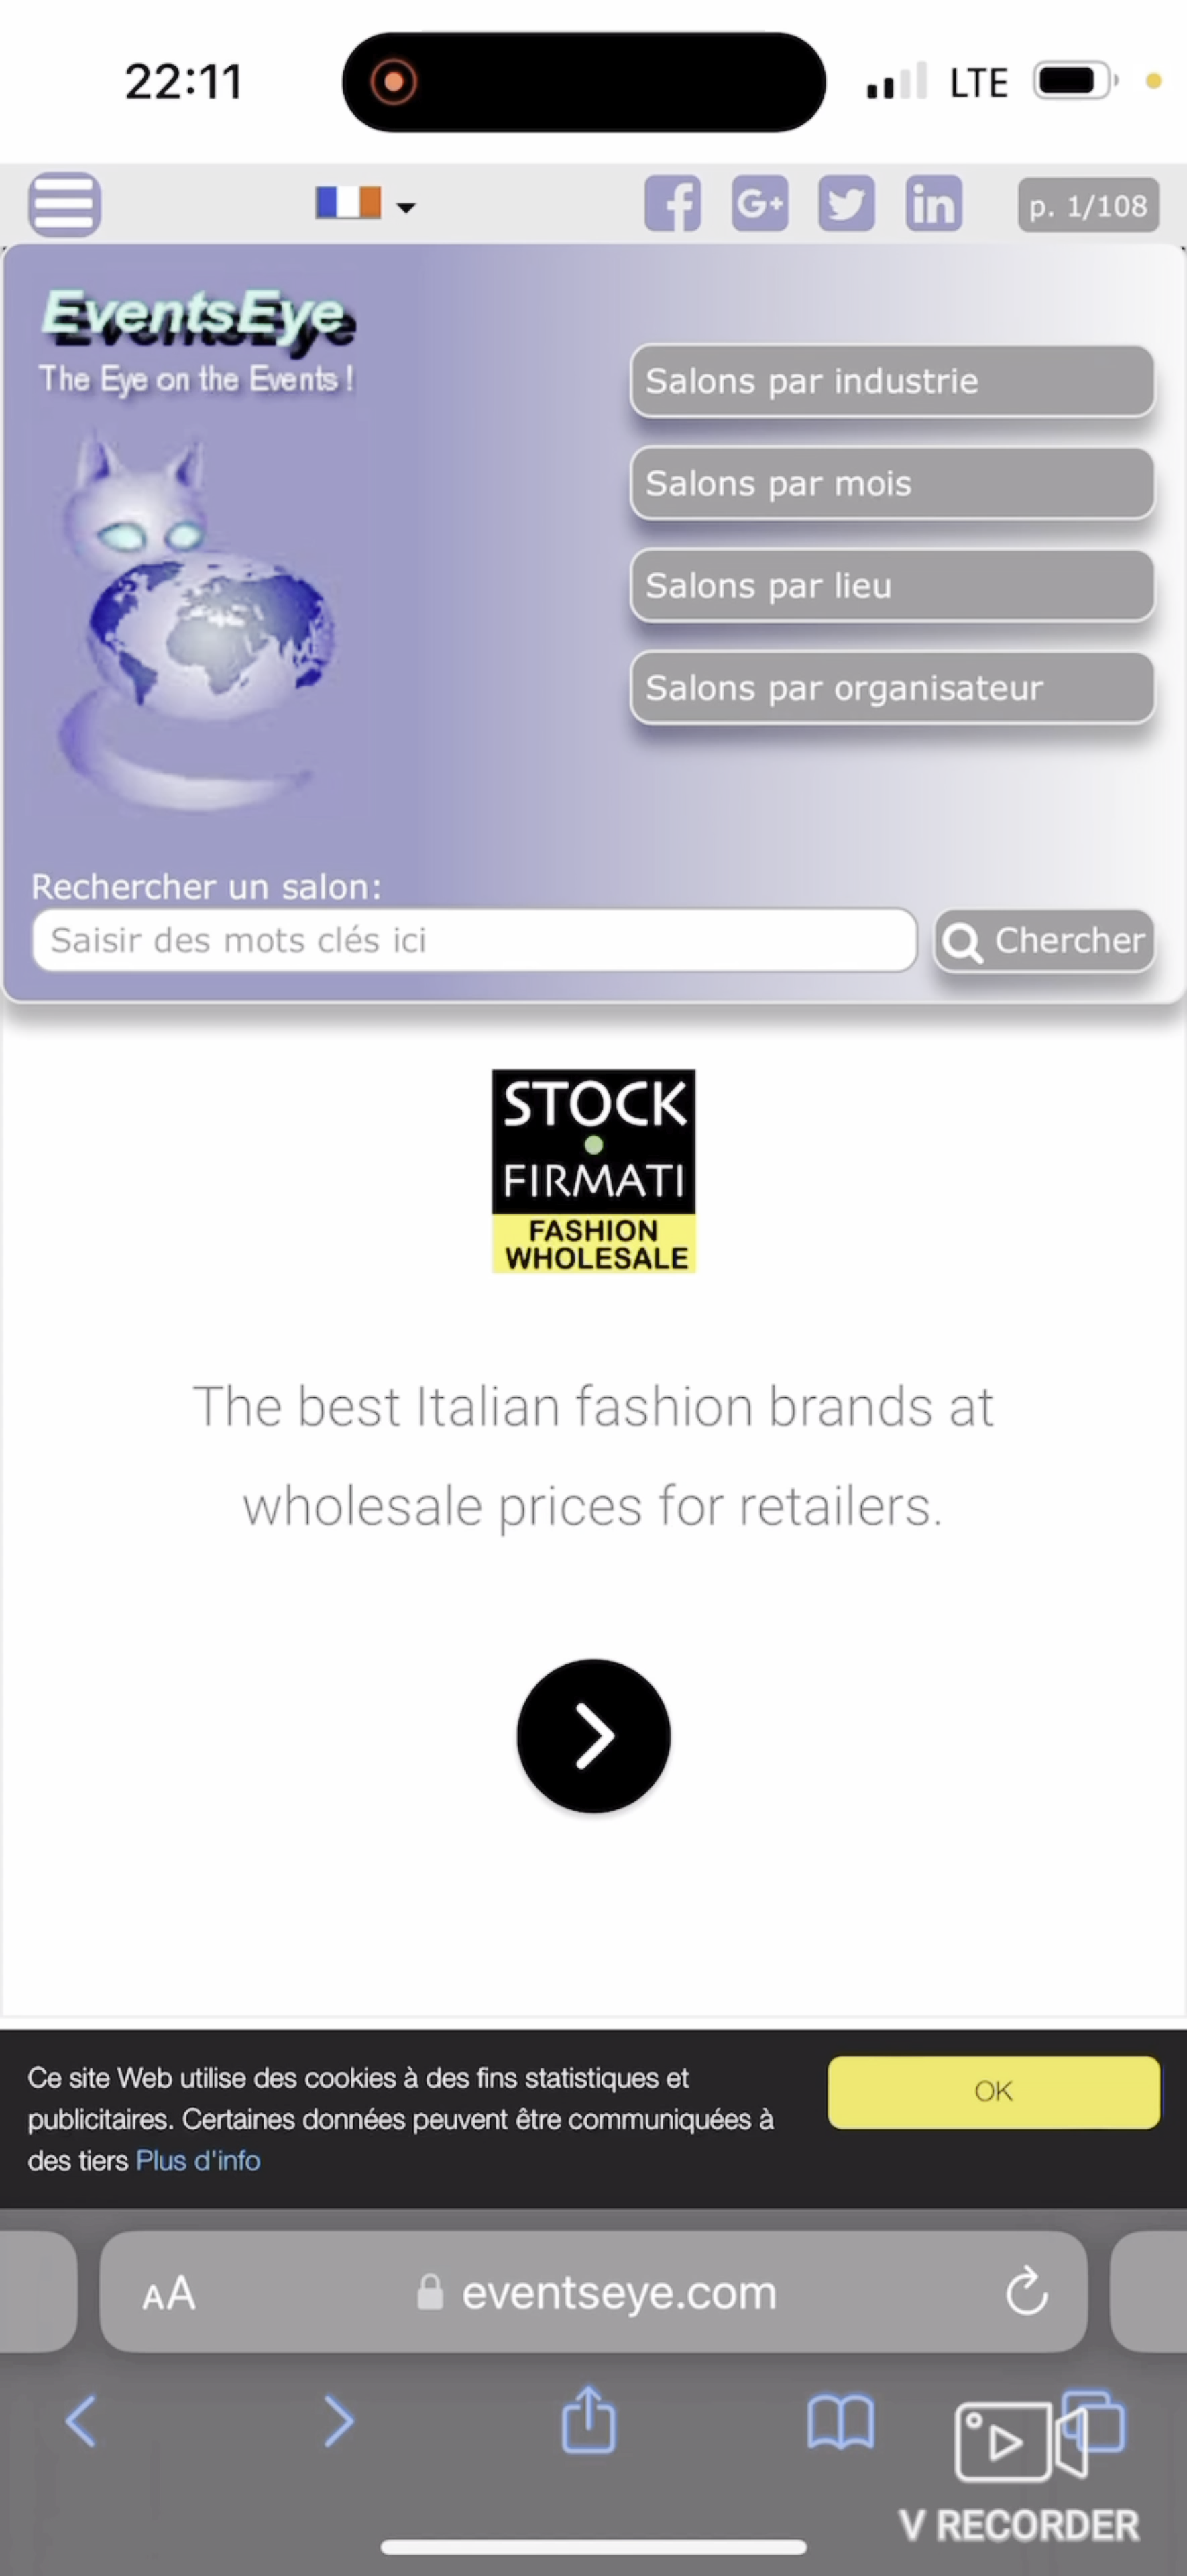 22:11
LTE
p. 1/108
EventsEye
The Eye on the Events !
Salons par industrie
Salons par mois
Salons par lieu
Salons par organisateur
Rechercher un salon:
Saisir des mots clés ici
Chercher
STOCK
FIRMATI
FASHION
WHOLESALE
The best Italian fashion brands at
wholesale prices for retailers.
Ce site Web utilise des cookies à des fins statistiques et
publicitaires. Certaines données peuvent être communiquées à
des tiers Plus d'info
OK
AA
eventseye.com
V RECORDER